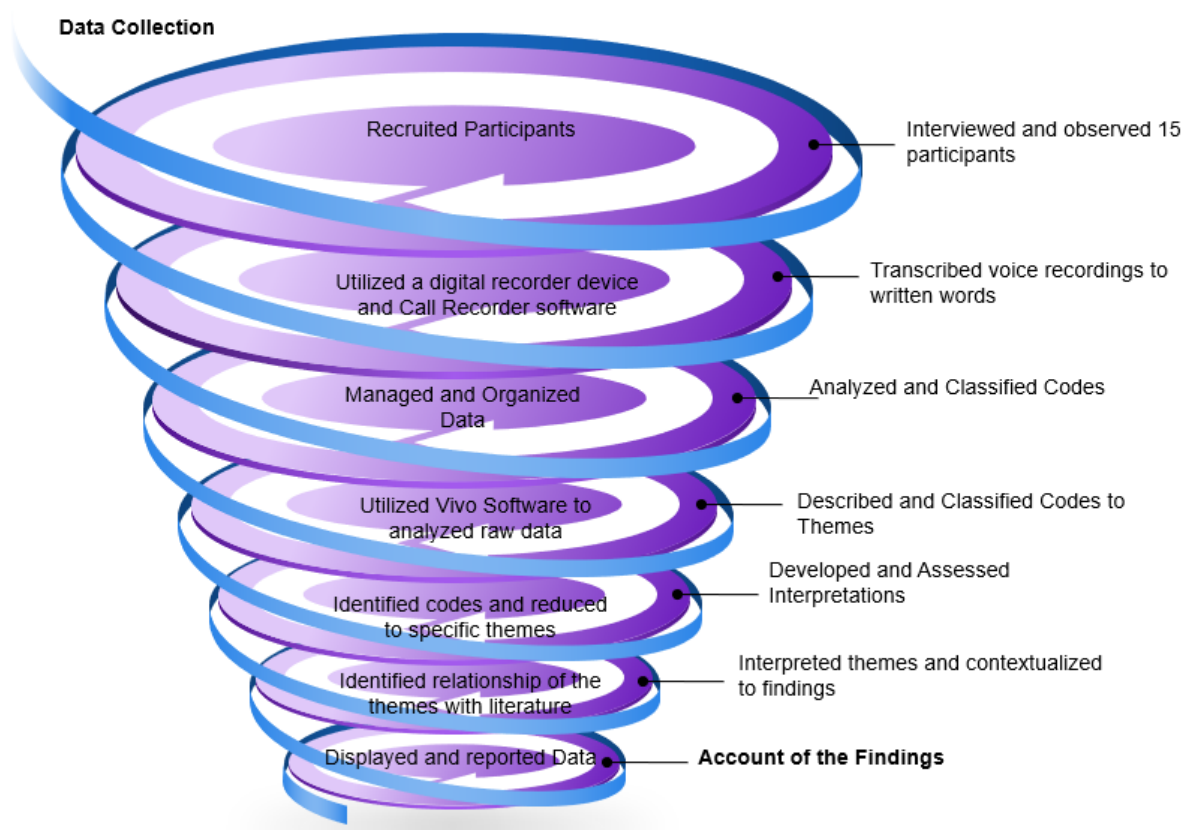 Data Collection
Recruited Participants
Interviewed and observed 15
participants
Utilized a digital recorder device
and Call Recorder software
Transcribed voice recordings to
written words
Managed and Organized
Data
Analyzed and Classified Codes
Utilized Vivo Software to
analyzed raw data
Described and Classified Codes to
Themes
Identified codes and reduced
to specific themes
Developed and Assessed
Interpretations
Identified relationship of the
themes with literature
Interpreted themes and contextualized
to findings
Displayed and reported Data
Account of the Findings